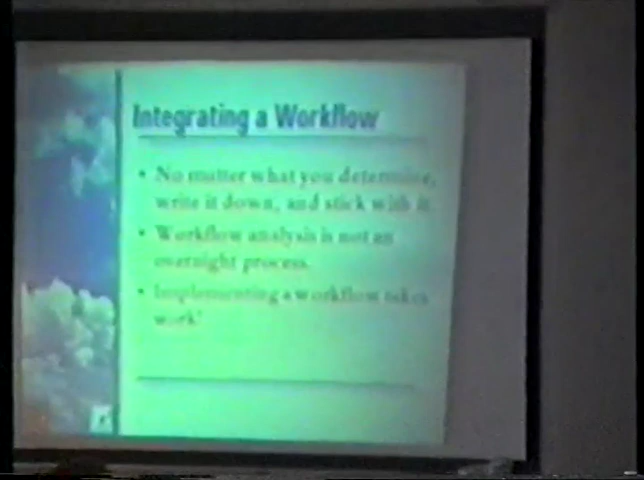 Integrating a Workflow
• No matter what you determine,
write it down, and stick with it
• Workflow analysis is not an
overnight process.
• Implementing a workflow takes
work!